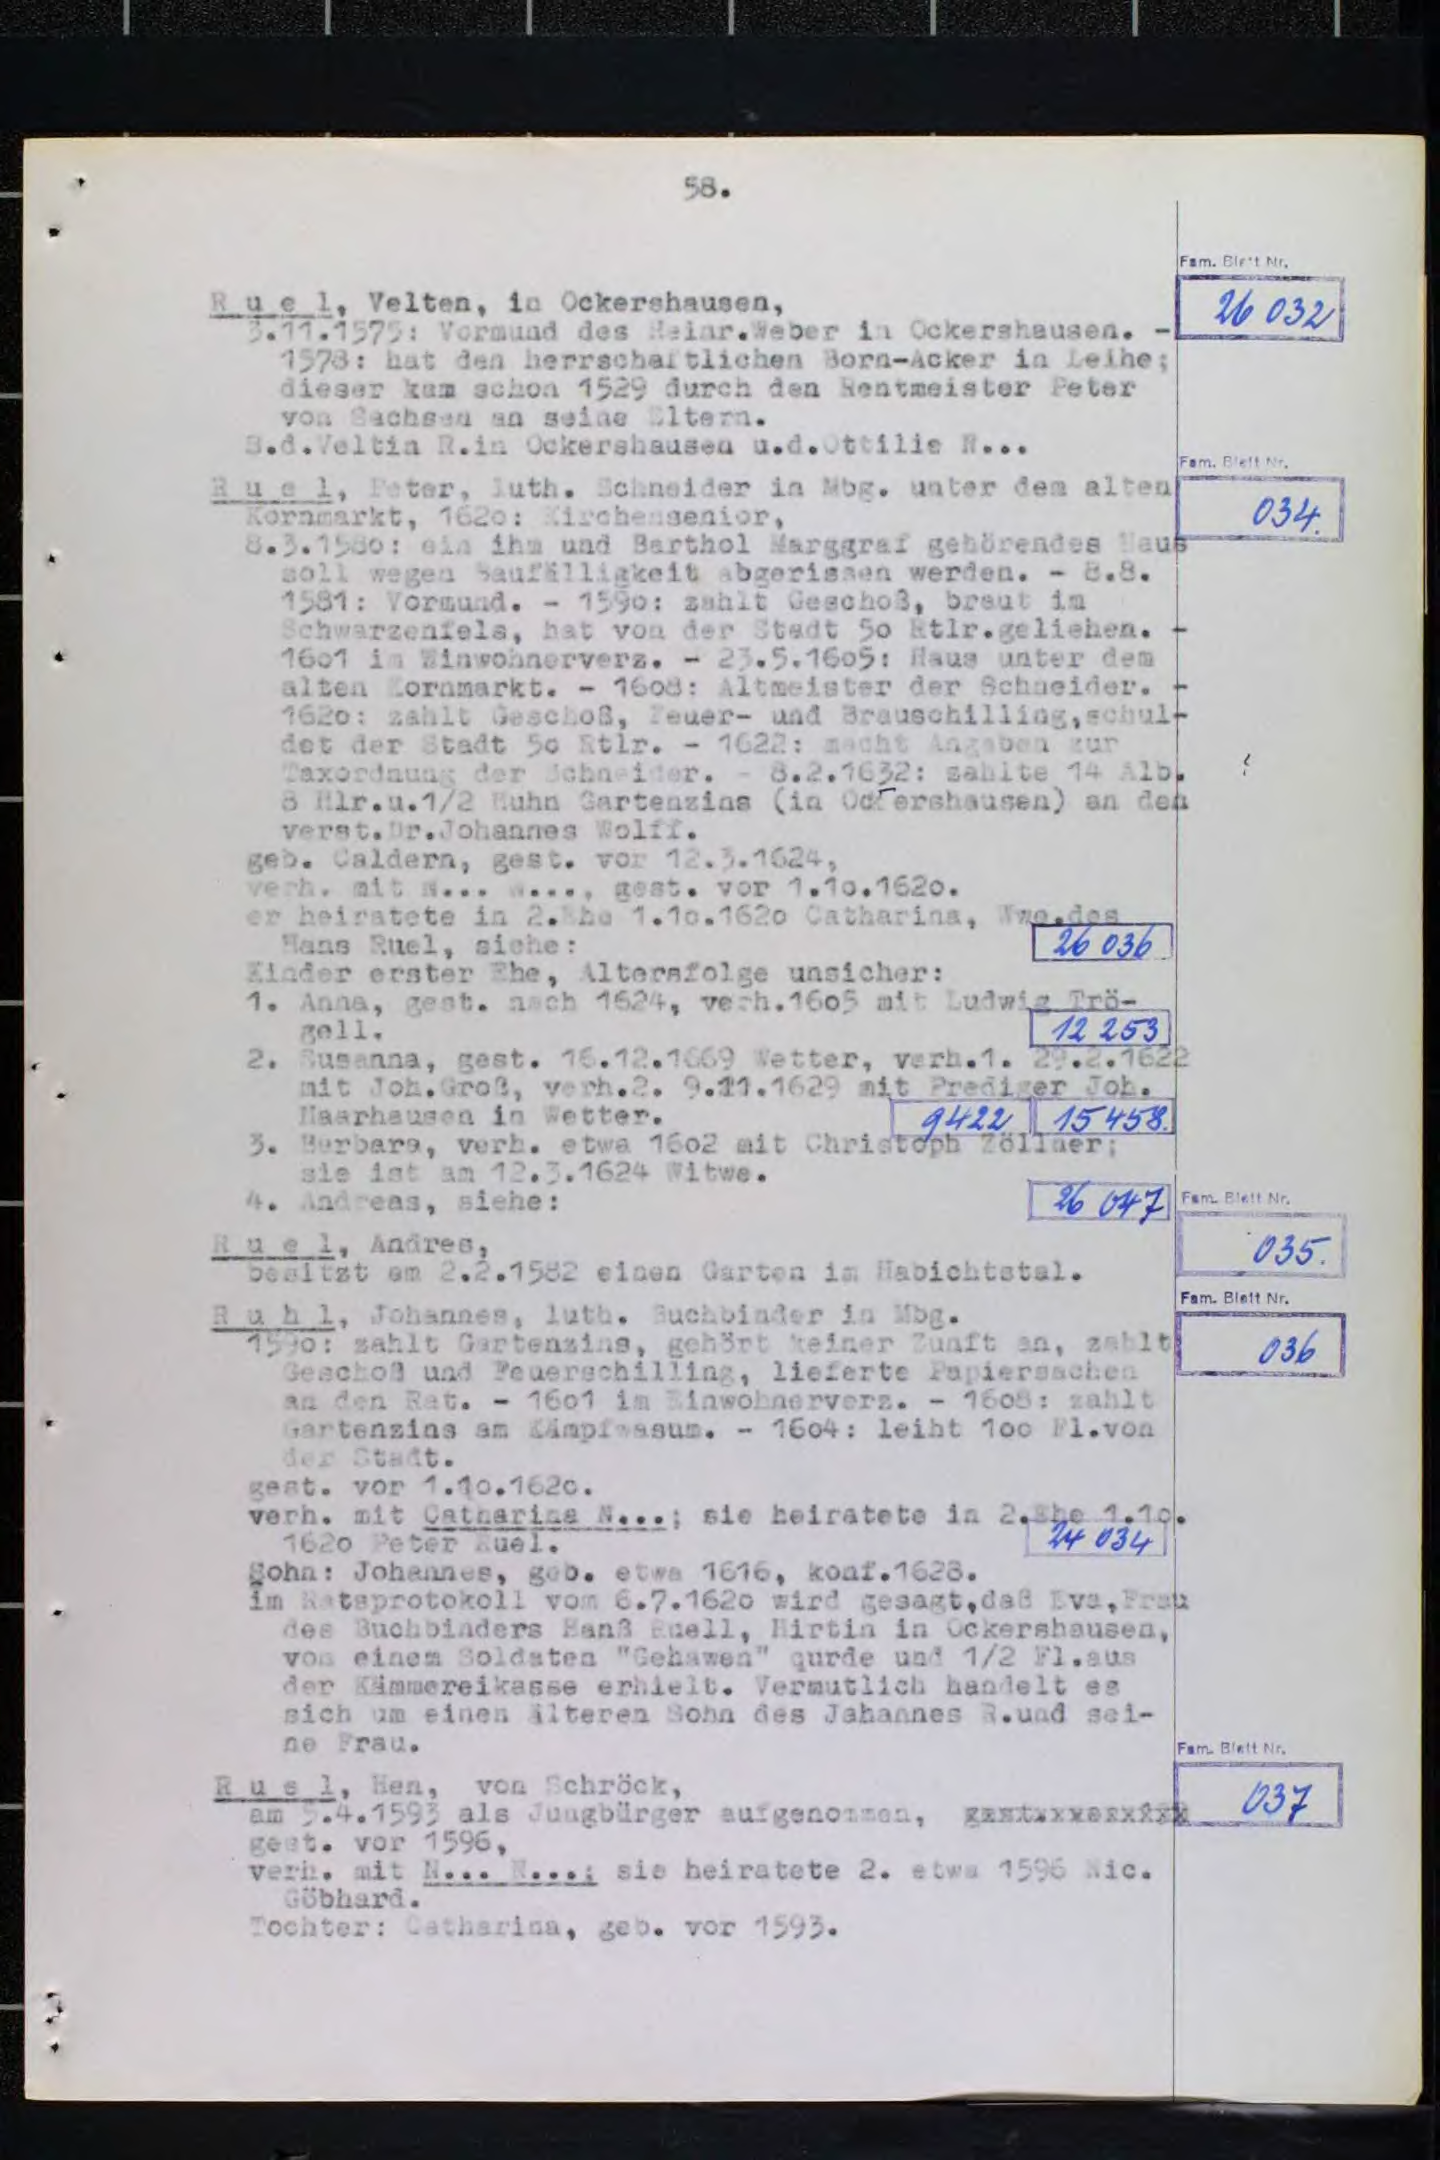 58.
Fam. Blatt Nr.
26 032
R u e l, Velten, in Ockershausen,
3.11.1575: Vormund des Heinr.Weber in Ockershausen. -
1578: hat den herrschaftlichen Born-Acker in Leihe;
dieser kam schon 1529 durch den Rentmeister Peter
von Sachsen an seine Eltern.
S.d.Veltin R.in Ockershausen u.d.Ottilie N...
Fam. Blatt Nr.
034.
R u e l, Peter, luth. Schneider in Mbg. unter dem alten
Kornmarkt, 1620: Kirchensenior,
8.3.1580: ein ihm und Barthol Marggraf gehörendes Haus
soll wegen Baufälligkeit abgerissen werden. - 8.8.
1581: Vormund. - 1590: zahlt Geschoß, braut im
Schwarzenfels, hat von der Stadt 50 Rtlr.geliehen. -
1601 im Einwohnerverz. - 23.5.1605: Haus unter dem
alten Kornmarkt. - 1608: Altmeister der Schneider. -
1620: zahlt Geschoß, Feuer- und Brauschilling,schul-
det der Stadt 50 Rtlr. - 1622: macht Angaben zur
Taxordnung der Schneider. - 8.2.1632: zahlte 14 Alb.
8 Hlr.u.1/2 Huhn Gartenzins (in Ockershausen) an den
verst.Dr.Johannes Wolff.
geb. Caldern, gest. vor 12.3.1624,
verh. mit N... N..., gest. vor 1.10.1620.
er heiratete in 2.Ehe 1.10.1620 Catharina, Wwe.des
Hans Ruel, siehe: 26 036
Kinder erster Ehe, Altersfolge unsicher:
1. Anna, gest. nach 1624, verh.1605 mit Ludwig Trö-
gell. 12 253
2. Susanna, gest. 16.12.1669 Wetter, verh.1. 29.2.1622
mit Joh.Groß, verh.2. 9.11.1629 mit Prediger Joh.
Haarhausen in Wetter. 9422 15458.
3. Barbara, verh. etwa 1602 mit Christoph Zöllner;
sie ist am 12.3.1624 Witwe.
4. Andreas, siehe: 26 047
Fam. Blatt Nr.
035.
R u e l, Andres,
besitzt am 2.2.1582 einen Garten im Habichtstal.
Fam. Blatt Nr.
036
R u h l, Johannes, luth. Buchbinder in Mbg.
1590: zahlt Gartenzins, gehört keiner Zunft an, zahlt
Geschoß und Feuerschilling, lieferte Papiersachen
an den Rat. - 1601 im Einwohnerverz. - 1608: zahlt
Gartenzins am Kämpfwasum. - 1604: leiht 100 Fl.von
der Stadt.
gest. vor 1.10.1620.
verh. mit Catharina N...; sie heiratete in 2.Ehe 1.10.
1620 Peter Ruel. 24 034
Sohn: Johannes, geb. etwa 1616, konf.1628.
im Ratsprotokoll vom 6.7.1620 wird gesagt,daß Eva,Frau
des Buchbinders Hanß Ruell, Hirtin in Ockershausen,
von einem Soldaten "Gehawen" qurde und 1/2 Fl.aus
der Kämmereikasse erhielt. Vermutlich handelt es
sich um einen älteren Sohn des Jahannes R.und sei-
ne Frau.
Fam. Blatt Nr.
037
R u e l, Hen, von Schröck,
am 5.4.1593 als Jungbürger aufgenommen,
gest. vor 1596,
verh. mit N... N...; sie heiratete 2. etwa 1596 Nic.
Göbhard.
Tochter: Catharina, geb. vor 1593.